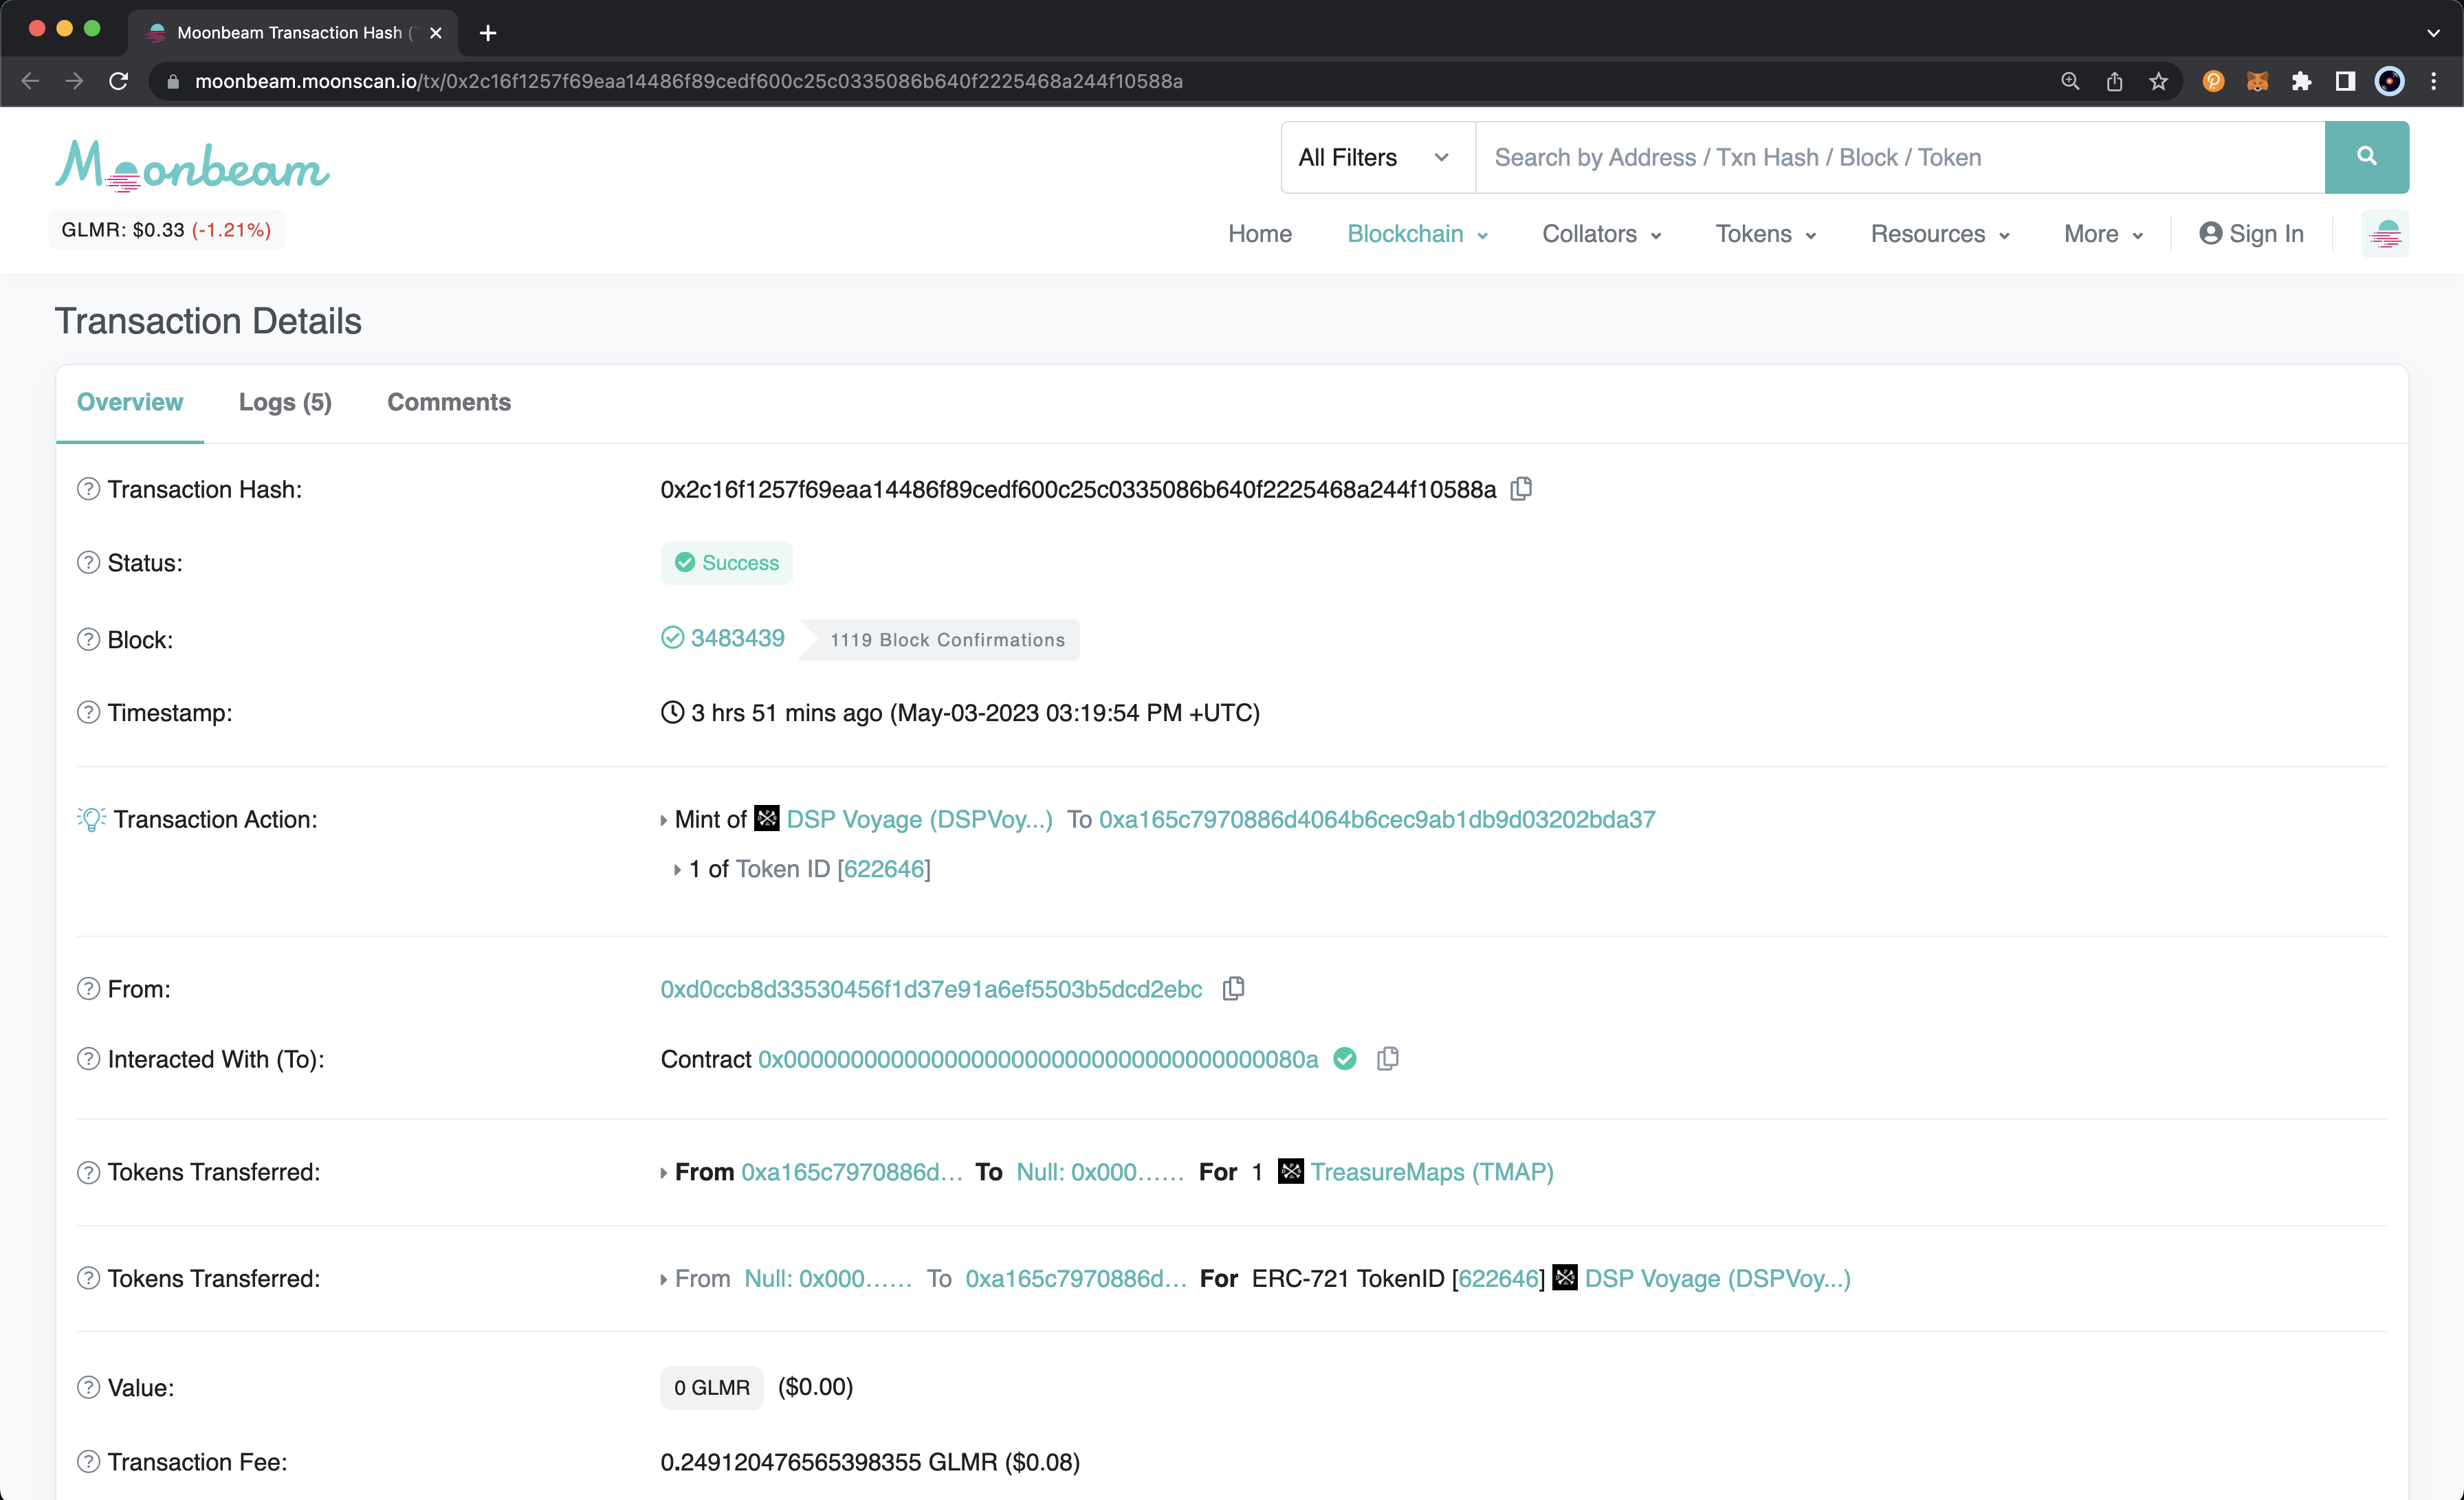 Moonbeam Transaction Hash (
moonbeam.moonscan.io/tx/0x2c16f1257f69eaa14486f89cedf600c25c0335086b640f2225468a244f10588a
Moonbeam
All Filters
Search by Address / Txn Hash / Block / Token
GLMR: $0.33 (-1.21%)
Home Blockchain Collators Tokens Resources More Sign In
Transaction Details
Overview Logs (5) Comments
Transaction Hash: 0x2c16f1257f69eaa14486f89cedf600c25c0335086b640f2225468a244f10588a
Status: Success
Block: 3483439 1119 Block Confirmations
Timestamp: 3 hrs 51 mins ago (May-03-2023 03:19:54 PM +UTC)
Transaction Action: Mint of DSP Voyage (DSPVoy...) To 0xa165c7970886d4064b6cec9ab1db9d03202bda37
1 of Token ID [622646]
From: 0xd0ccb8d33530456f1d37e91a6ef5503b5dcd2ebc
Interacted With (To): Contract 0x000000000000000000000000000000000000080a
Tokens Transferred: From 0xa165c7970886d... To Null: 0x000...... For 1 TreasureMaps (TMAP)
Tokens Transferred: From Null: 0x000...... To 0xa165c7970886d... For ERC-721 TokenID [622646] DSP Voyage (DSPVoy...)
Value: 0 GLMR ($0.00)
Transaction Fee: 0.249120476565398355 GLMR ($0.08)